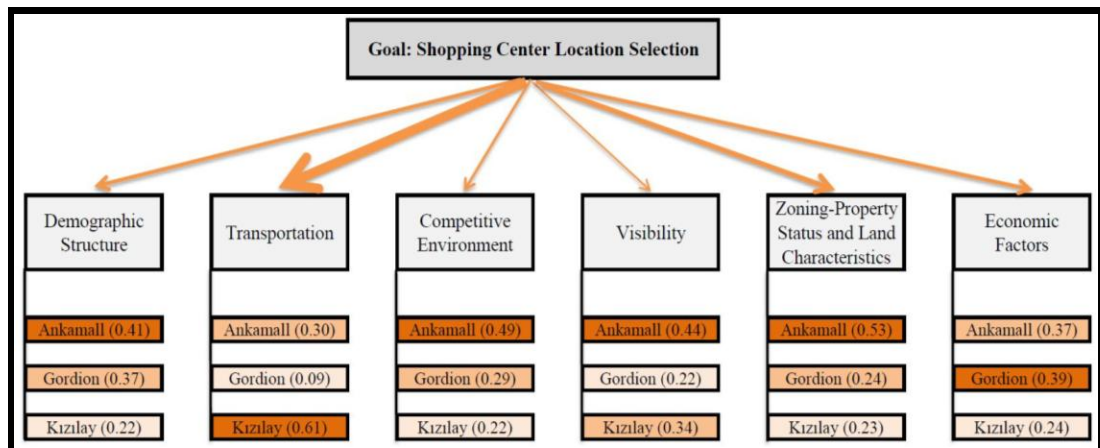 Goal: Shopping Center Location Selection
Demographic
Structure
Transportation
Competitive
Environment
Visibility
Zoning-Property
Status and Land
Characteristics
Economic
Factors
Ankamall (0.41)
Ankamall (0.30)
Ankamall (0.49)
Ankamall (0.44)
Ankamall (0.53)
Ankamall (0.37)
Gordion (0.37)
Gordion (0.09)
Gordion (0.29)
Gordion (0.22)
Gordion (0.24)
Gordion (0.39)
Kızılay (0.22)
Kızılay (0.61)
Kızılay (0.22)
Kızılay (0.34)
Kızılay (0.23)
Kızılay (0.24)